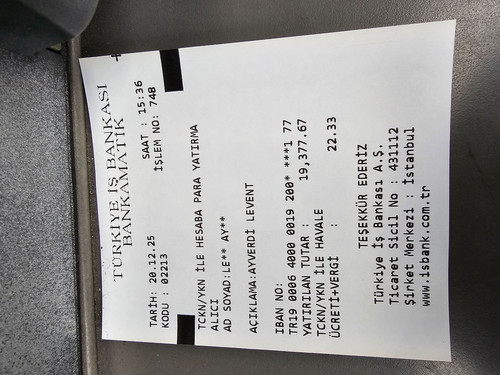 TÜRKİYE İŞ BANKASI
BANKAMATİK
TARİH: 20.12.25 SAAT : 15:36
KODU : 02213 İŞLEM NO: 748
TCKN/YKN İLE HESABA PARA YATIRMA
ALICI
AD SOYAD:LE** AY**
AÇIKLAMA:AYVERDİ LEVENT
IBAN NO:
TR19 0006 4000 0019 200* ***1 77
YATIRILAN TUTAR : 19,377.67
TCKN/YKN İLE HAVALE
ÜCRETİ+VERGİ : 22.33
TEŞEKKÜR EDERİZ
Türkiye İş Bankası A.Ş.
Ticaret Sicil No : 431112
Şirket Merkezi : İstanbul
www.isbank.com.tr